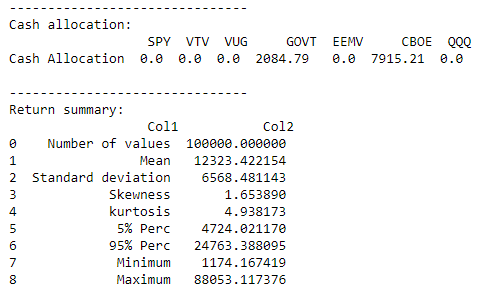 -------------------------------
Cash allocation:
                  SPY  VTV  VUG     GOVT  EEMV     CBOE  QQQ
Cash Allocation  0.0  0.0  0.0  2084.79   0.0  7915.21  0.0
-------------------------------
Return summary:
                  Col1           Col2
0    Number of values  100000.000000
1                Mean   12323.422154
2  Standard deviation    6568.481143
3            Skewness       1.653890
4            kurtosis       4.938173
5             5% Perc    4724.021170
6            95% Perc   24763.388095
7             Minimum    1174.167419
8             Maximum   88053.117376